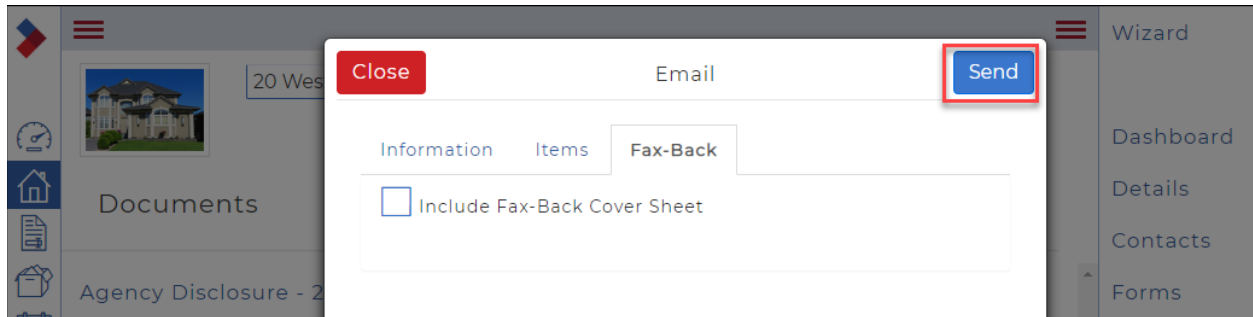 Wizard
Close Email Send
20 Wes
Information Items Fax-Back
Dashboard
Documents
Include Fax-Back Cover Sheet
Details
Contacts
Agency Disclosure - 2
Forms